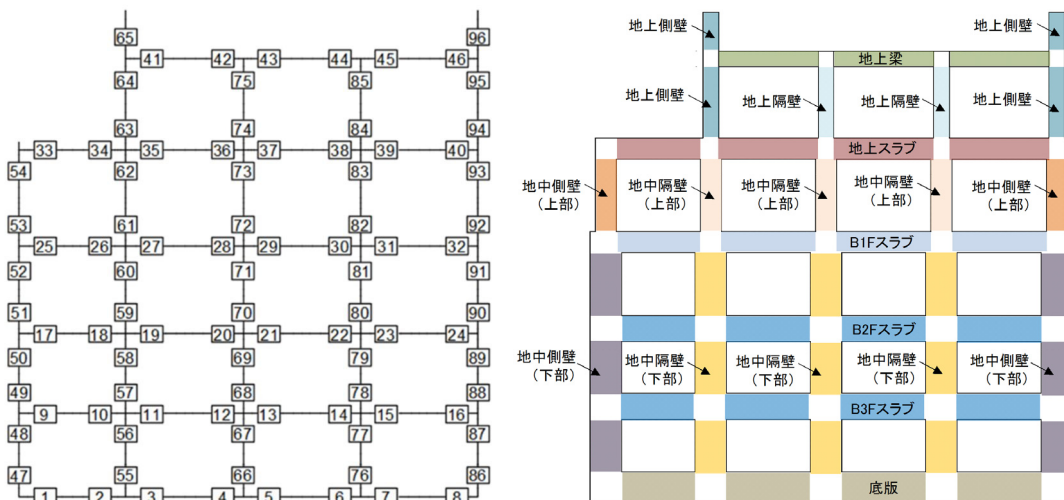 65 96
41 42 43 44 45 46
64 75 85 95
63 74 84 94
33 34 35 36 37 38 39 40
54 62 73 83 93
53 61 72 82 92
25 26 27 28 29 30 31 32
52 60 71 81 91
51 59 70 80 90
17 18 19 20 21 22 23 24
50 58 69 79 89
49 57 68 78 88
9 10 11 12 13 14 15 16
48 56 67 77 87
47 55 66 76 86
1 2 3 4 5 6 7 8
地上側壁 地上側壁
地上梁
地上側壁 地上隔壁 地上隔壁 地上側壁
地上スラブ
地中側壁 地中隔壁 地中隔壁 地中隔壁 地中側壁
(上部) (上部) (上部) (上部) (上部)
B1Fスラブ
B2Fスラブ
地中側壁 地中隔壁 地中隔壁 地中隔壁 地中側壁
(下部) (下部) (下部) (下部) (下部)
B3Fスラブ
底版